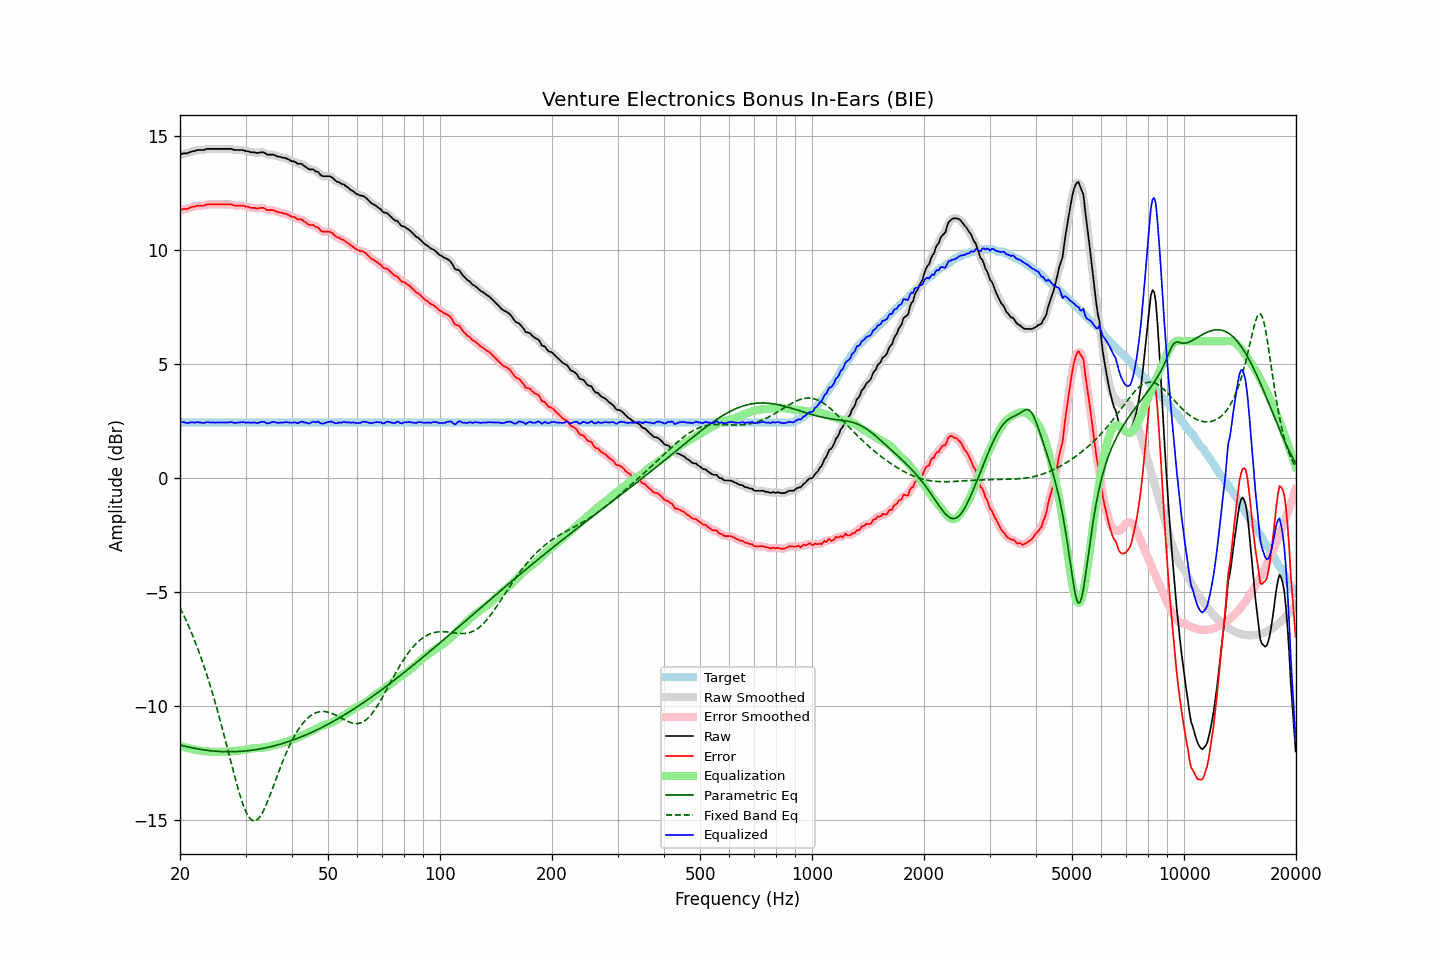 Venture Electronics Bonus In-Ears (BIE)
15
10
5
0
−5
−10
−15
Amplitude (dBr)
Target
Raw Smoothed
Error Smoothed
Raw
Error
Equalization
Parametric Eq
Fixed Band Eq
Equalized
20 50 100 200 500 1000 2000 5000 10000 20000
Frequency (Hz)